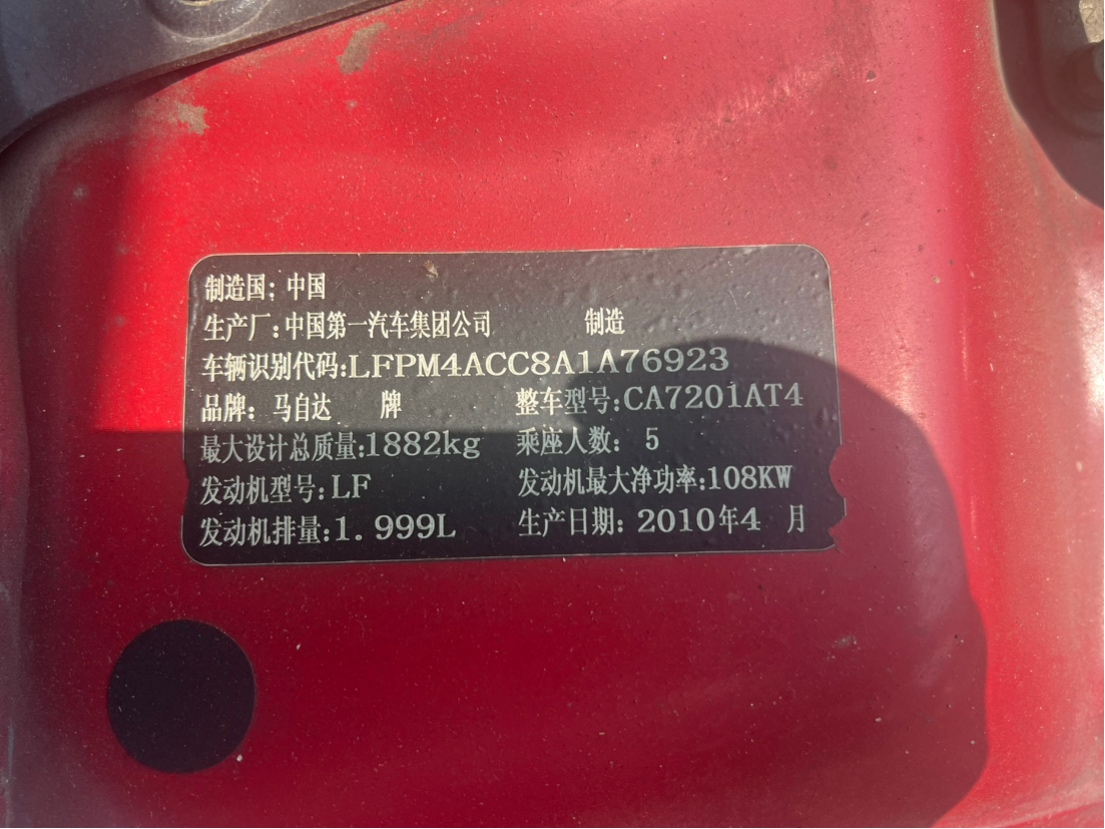 制造国：中国
生产厂：中国第一汽车集团公司 制造
车辆识别代码:LFPM4ACC8A1A76923
品牌：马自达 牌 整车型号:CA7201AT4
最大设计总质量:1882kg 乘座人数： 5
发动机型号:LF 发动机最大净功率:108KW
发动机排量:1.999L 生产日期：2010年4 月